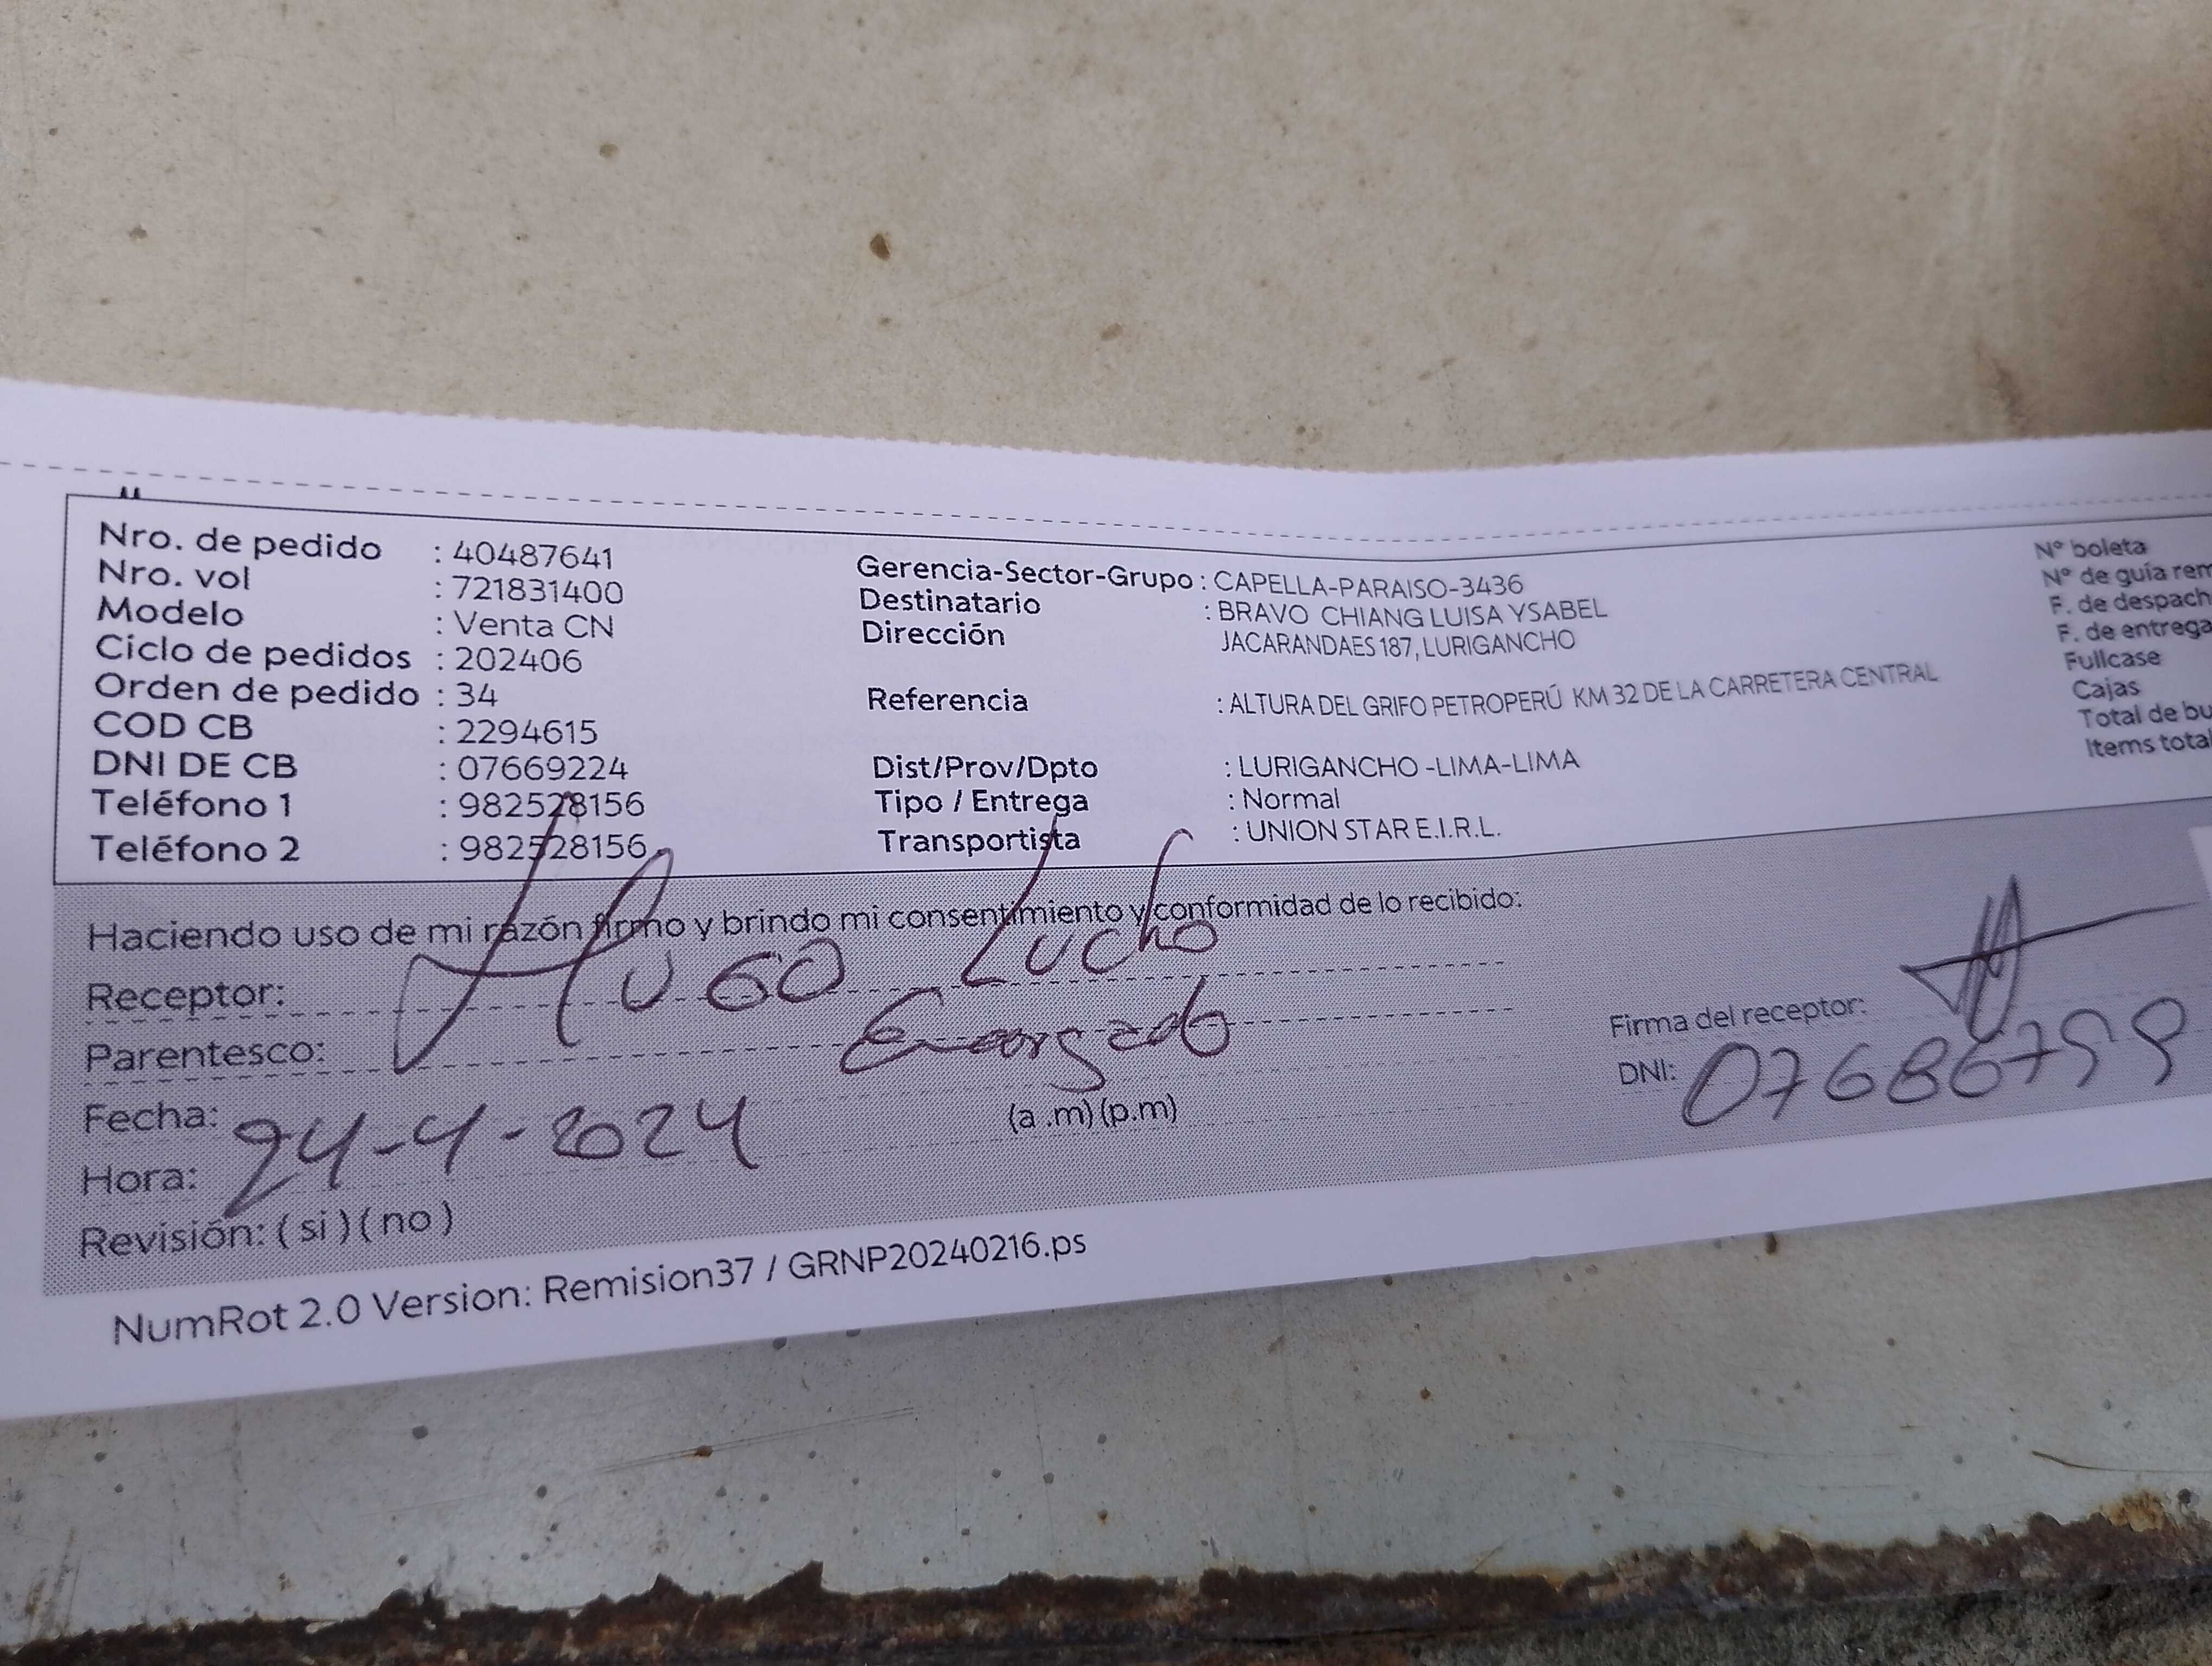 Nro. de pedido : 40487641
Nro. vol : 721831400
Modelo : Venta CN
Ciclo de pedidos : 202406
Orden de pedido : 34
COD CB : 2294615
DNI DE CB : 07669224
Teléfono 1 : 982528156
Teléfono 2 : 982528156
Gerencia-Sector-Grupo : CAPELLA-PARAISO-3436
Destinatario : BRAVO CHIANG LUISA YSABEL
Dirección JACARANDAES 187, LURIGANCHO
Referencia : ALTURA DEL GRIFO PETROPERÚ KM 32 DE LA CARRETERA CENTRAL
Dist/Prov/Dpto : LURIGANCHO -LIMA-LIMA
Tipo / Entrega : Normal
Transportista : UNION STAR E.I.R.L.
Nº boleta
Nº de guía rem
F. de despach
F. de entrega
Fullcase
Cajas
Total de bu
Items total
Haciendo uso de mi razón firmo y brindo mi consentimiento y conformidad de lo recibido:
Receptor: HUGO Lucho
Parentesco: Encargado
Fecha: 24-4-2024
Hora: (a .m) (p.m)
Revisión: ( si ) ( no )
Firma del receptor:
DNI: 07686799
NumRot 2.0 Version: Remision37 / GRNP20240216.ps